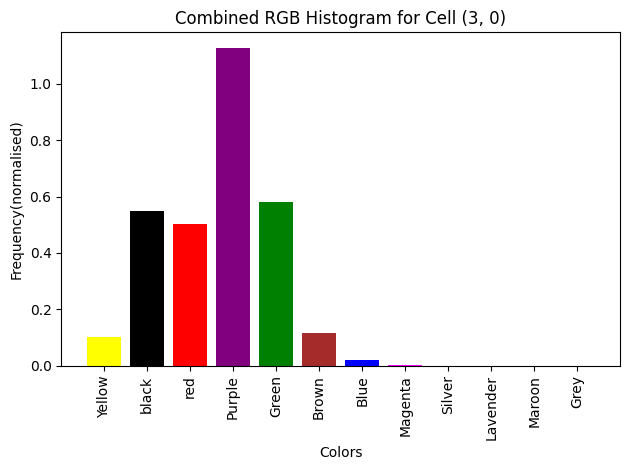 Combined RGB Histogram for Cell (3, 0)
Frequency(normalised)
1.0
0.8
0.6
0.4
0.2
0.0
Yellow
black
red
Purple
Green
Brown
Blue
Magenta
Silver
Lavender
Maroon
Grey
Colors